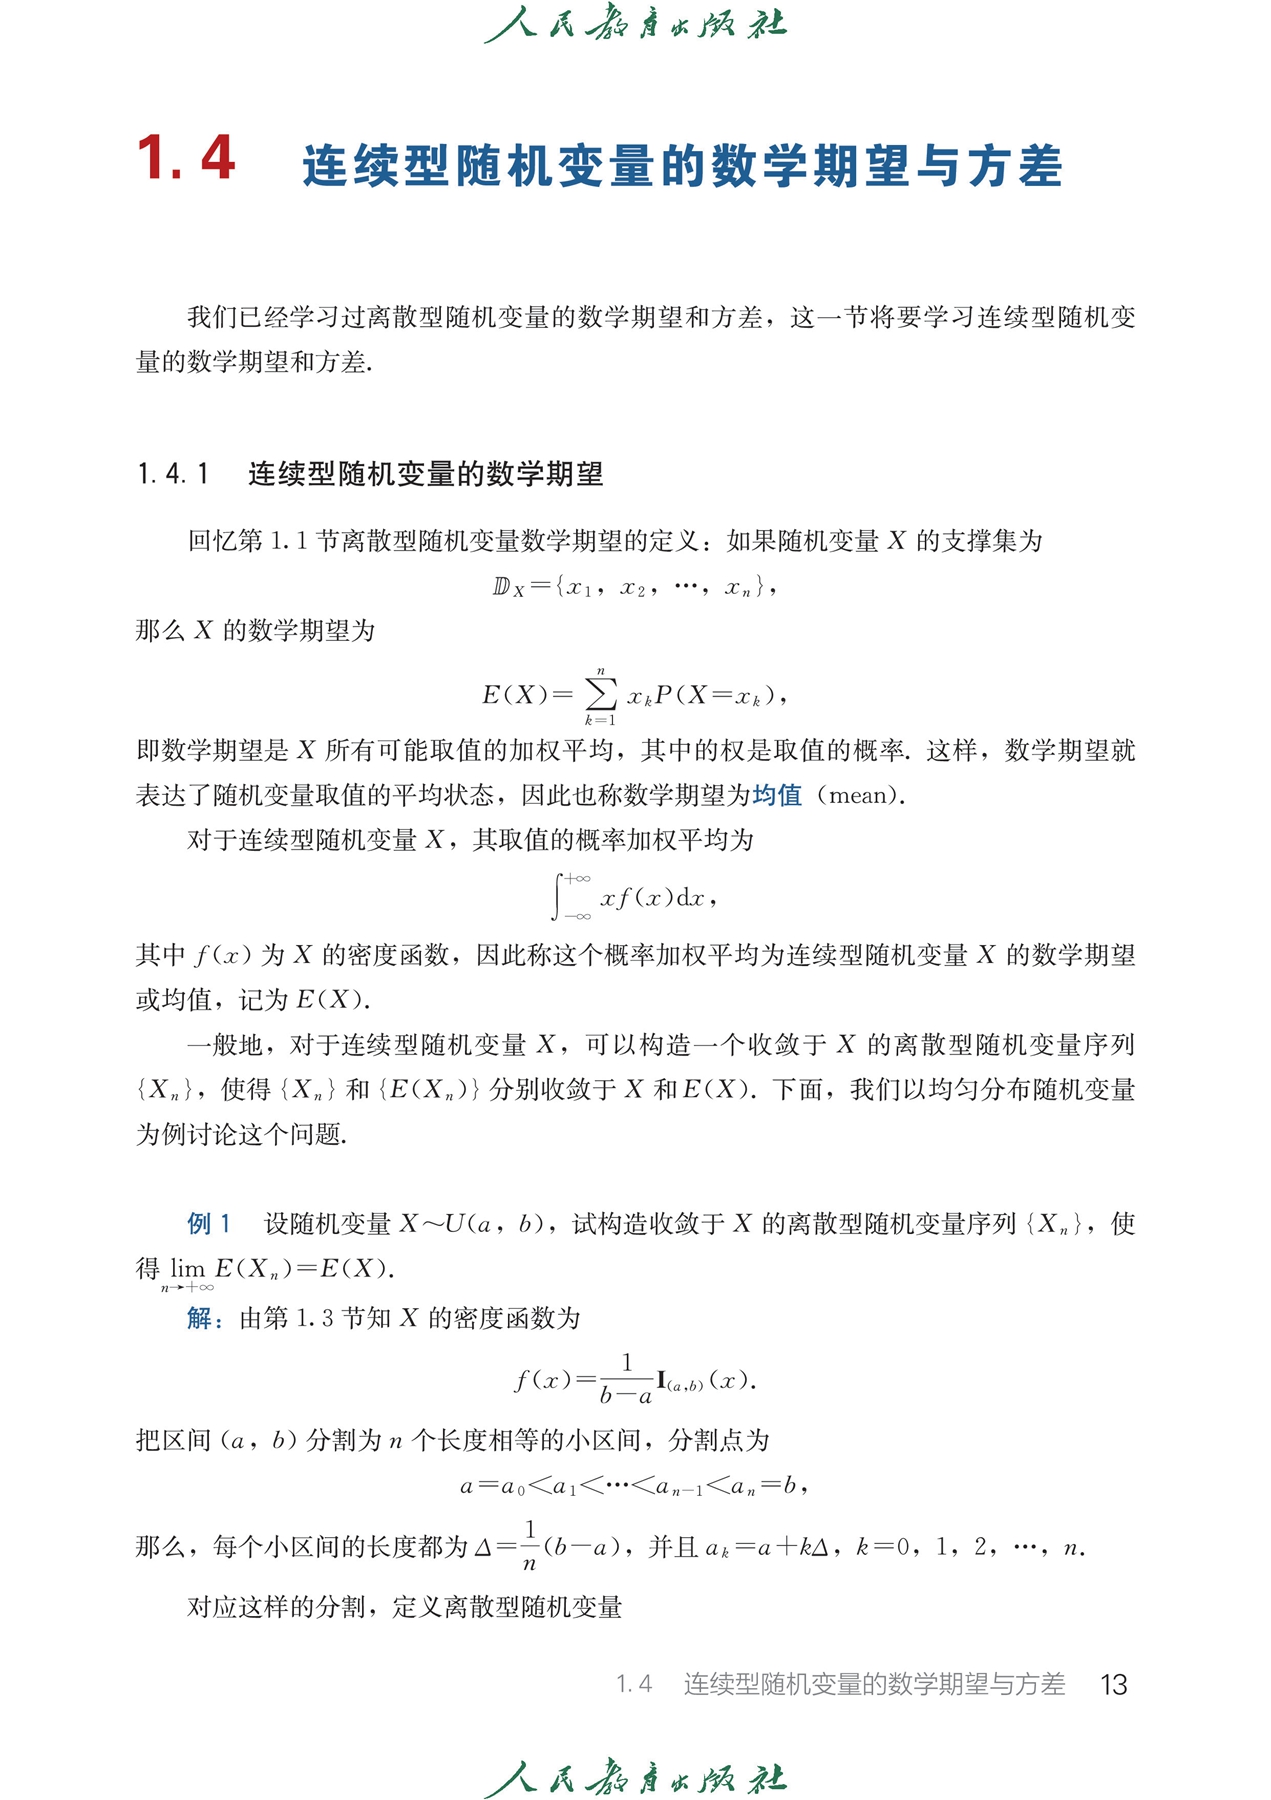 人民教育出版社
1.4 连续型随机变量的数学期望与方差
我们已经学习过离散型随机变量的数学期望和方差，这一节将要学习连续型随机变
量的数学期望和方差.
1.4.1 连续型随机变量的数学期望
回忆第 1.1 节离散型随机变量数学期望的定义：如果随机变量 X 的支撑集为
𝔻_X={x_1, x_2, …, x_n},
那么 X 的数学期望为
E(X)=∑_{k=1}^{n} x_k P(X=x_k),
即数学期望是 X 所有可能取值的加权平均，其中的权是取值的概率. 这样，数学期望就
表达了随机变量取值的平均状态，因此也称数学期望为均值（mean）.
对于连续型随机变量 X，其取值的概率加权平均为
∫_{-∞}^{+∞} xf(x)dx,
其中 f(x) 为 X 的密度函数，因此称这个概率加权平均为连续型随机变量 X 的数学期望
或均值，记为 E(X).
一般地，对于连续型随机变量 X，可以构造一个收敛于 X 的离散型随机变量序列
{X_n}，使得 {X_n} 和 {E(X_n)} 分别收敛于 X 和 E(X). 下面，我们以均匀分布随机变量
为例讨论这个问题.
例 1 设随机变量 X～U(a, b)，试构造收敛于 X 的离散型随机变量序列 {X_n}，使
得 lim_{n→+∞} E(X_n)=E(X).
解：由第 1.3 节知 X 的密度函数为
f(x)=\frac{1}{b-a}I_{(a,b)}(x).
把区间 (a, b) 分割为 n 个长度相等的小区间，分割点为
a=a_0<a_1<…<a_{n-1}<a_n=b,
那么，每个小区间的长度都为 Δ=\frac{1}{n}(b-a)，并且 a_k=a+kΔ, k=0, 1, 2, …, n.
对应这样的分割，定义离散型随机变量
1.4 连续型随机变量的数学期望与方差 13
人民教育出版社